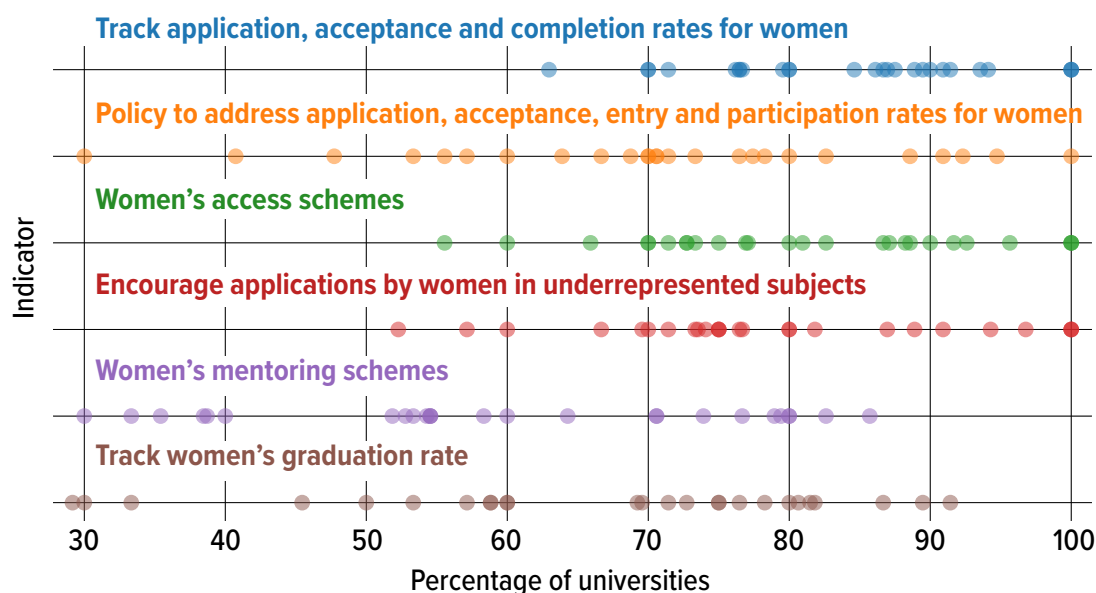 Track application, acceptance and completion rates for women
Policy to address application, acceptance, entry and participation rates for women
Women’s access schemes
Encourage applications by women in underrepresented subjects
Women’s mentoring schemes
Track women’s graduation rate
Indicator
30 40 50 60 70 80 90 100
Percentage of universities